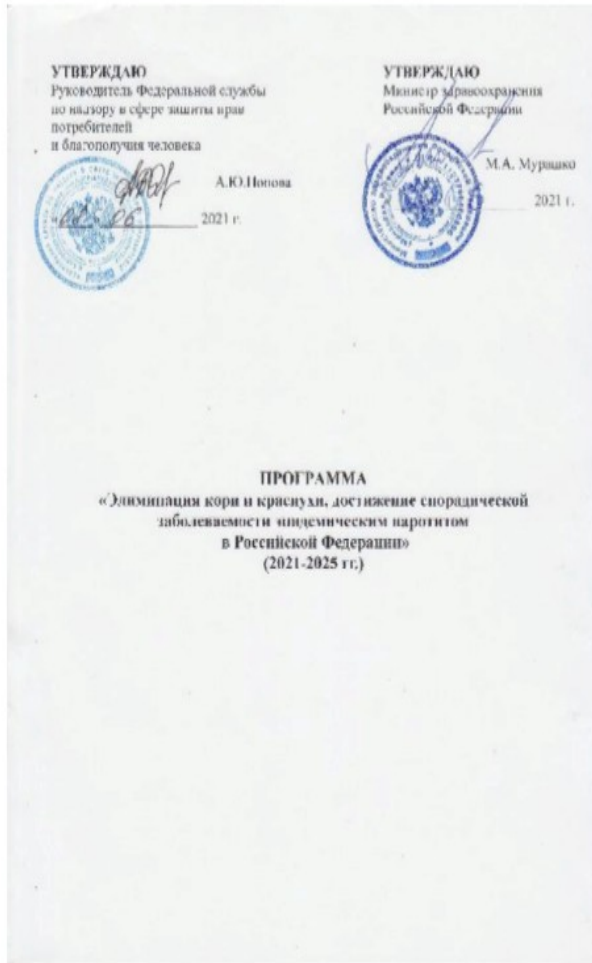 УТВЕРЖДАЮ
Руководитель Федеральной службы
по надзору в сфере защиты прав
потребителей
и благополучия человека
А.Ю.Попова
2021 г.
УТВЕРЖДАЮ
Министр здравоохранения
Российской Федерации
М.А. Мурашко
2021 г.
ПРОГРАММА
«Элиминация кори и краснухи, достижение спорадической
заболеваемости эпидемическим паротитом
в Российской Федерации»
(2021-2025 гг.)